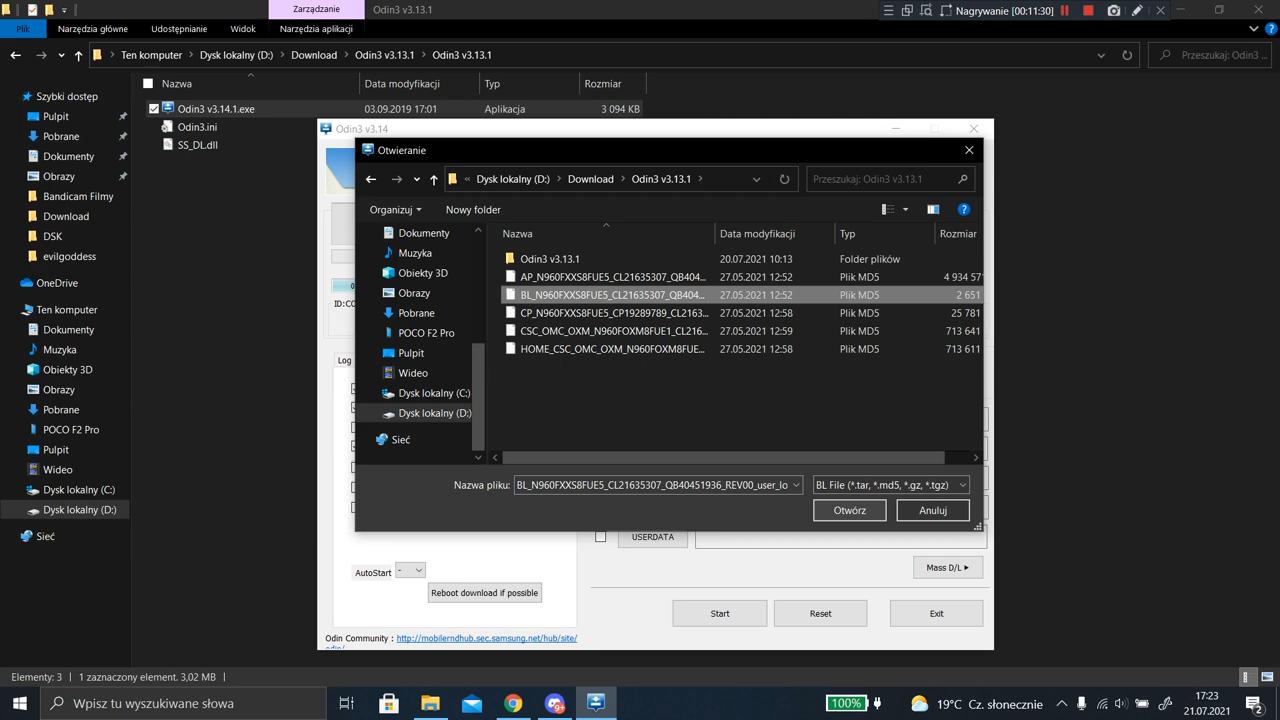 Zarządzanie
Odin3 v3.13.1
Nagrywanie [00:11:30]
Plik
Narzędzia główne
Udostępnianie
Widok
Narzędzia aplikacji
Ten komputer
Dysk lokalny (D:)
Download
Odin3 v3.13.1
Odin3 v3.13.1
Przeszukaj: Odin3 ...
Nazwa
Data modyfikacji
Typ
Rozmiar
Odin3 v3.14.1.exe
03.09.2019 17:01
Aplikacja
3 094 KB
Odin3.ini
SS_DL.dll
Szybki dostęp
Pulpit
Pobrane
Dokumenty
Obrazy
Bandicam Filmy
Download
DSK
evilgoddess
OneDrive
Ten komputer
Dokumenty
Muzyka
Obiekty 3D
Obrazy
Pobrane
POCO F2 Pro
Pulpit
Wideo
Dysk lokalny (C:)
Dysk lokalny (D:)
Sieć
Odin3 v3.14
Otwieranie
« Dysk lokalny (D:)
Download
Odin3 v3.13.1
Przeszukaj: Odin3 v3.13.1
Organizuj
Nowy folder
Dokumenty
Muzyka
Obiekty 3D
Obrazy
Pobrane
POCO F2 Pro
Pulpit
Wideo
Dysk lokalny (C:)
Dysk lokalny (D:)
Sieć
Nazwa
Data modyfikacji
Typ
Rozmiar
Odin3 v3.13.1
20.07.2021 10:13
Folder plików
AP_N960FXXS8FUE5_CL21635307_QB404...
27.05.2021 12:52
Plik MD5
4 934 57
BL_N960FXXS8FUE5_CL21635307_QB404...
27.05.2021 12:52
Plik MD5
2 651
CP_N960FXXS8FUE5_CP19289789_CL2163...
27.05.2021 12:58
Plik MD5
25 781
CSC_OMC_OXM_N960FOXM8FUE1_CL216...
27.05.2021 12:59
Plik MD5
713 641
HOME_CSC_OMC_OXM_N960FOXM8FUE...
27.05.2021 12:58
Plik MD5
713 611
Nazwa pliku:
BL_N960FXXS8FUE5_CL21635307_QB40451936_REV00_user_lo
BL File (*.tar, *.md5, *.gz, *.tgz)
Otwórz
Anuluj
ID:CO
Log
USERDATA
Mass D/L
AutoStart
-
Reboot download if possible
Start
Reset
Exit
Odin Community : http://mobilerndhub.sec.samsung.net/hub/site/
odin/
Elementy: 3
1 zaznaczony element. 3,02 MB
Wpisz tu wyszukiwane słowa
100%
19°C Cz. słonecznie
17:23
21.07.2021
2